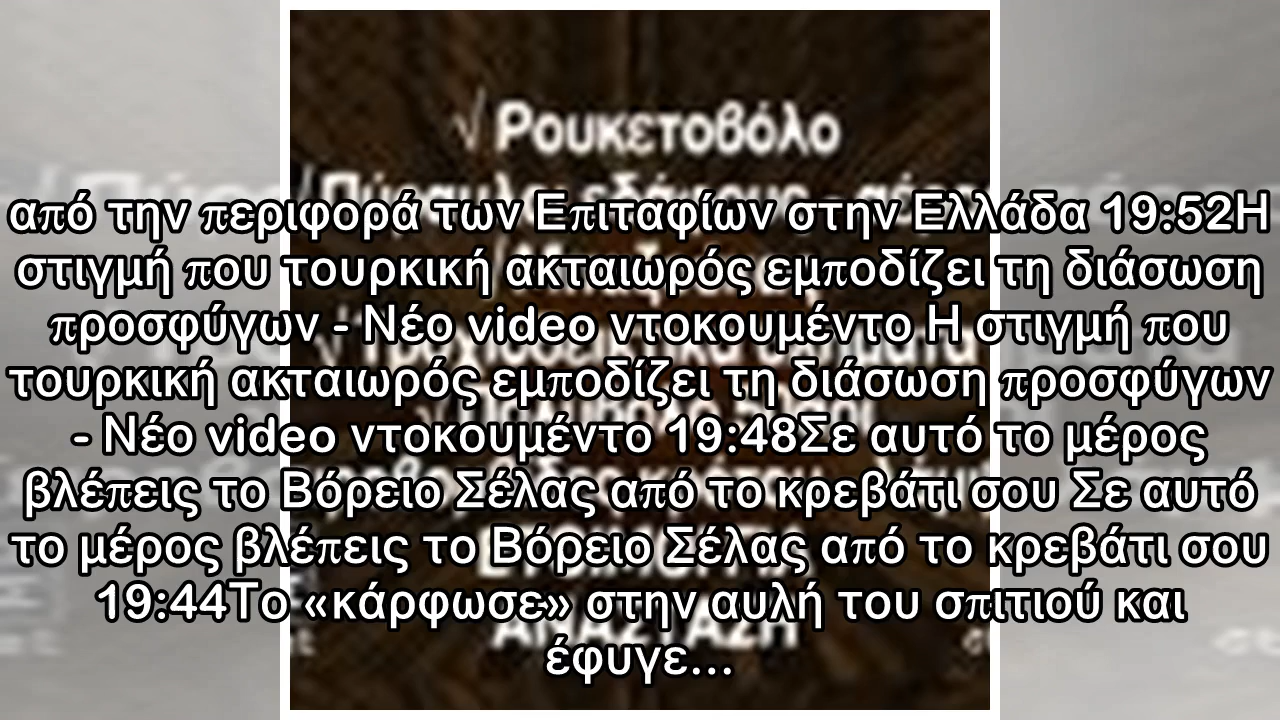 √ Ρουκετοβόλο
από την περιφορά των Επιταφίων στην Ελλάδα 19:52Η
στιγμή που τουρκική ακταιωρός εμποδίζει τη διάσωση
προσφύγων - Νέο video ντοκουμέντο Η στιγμή που
τουρκική ακταιωρός εμποδίζει τη διάσωση προσφύγων
- Νέο video ντοκουμέντο 19:48Σε αυτό το μέρος
βλέπεις το Βόρειο Σέλας από το κρεβάτι σου Σε αυτό
το μέρος βλέπεις το Βόρειο Σέλας από το κρεβάτι σου
19:44Το «κάρφωσε» στην αυλή του σπιτιού και
έφυγε...